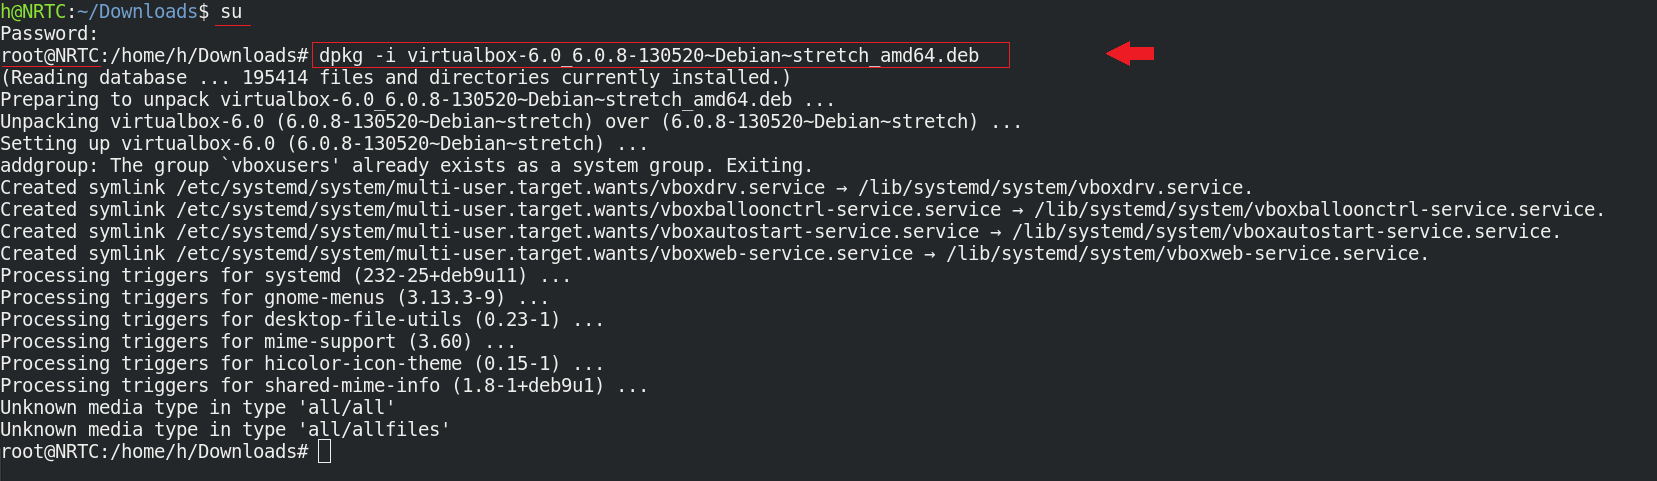 h@NRTC:~/Downloads$ su
Password:
root@NRTC:/home/h/Downloads# dpkg -i virtualbox-6.0_6.0.8-130520~Debian~stretch_amd64.deb
(Reading database ... 195414 files and directories currently installed.)
Preparing to unpack virtualbox-6.0_6.0.8-130520~Debian~stretch_amd64.deb ...
Unpacking virtualbox-6.0 (6.0.8-130520~Debian~stretch) over (6.0.8-130520~Debian~stretch) ...
Setting up virtualbox-6.0 (6.0.8-130520~Debian~stretch) ...
addgroup: The group `vboxusers' already exists as a system group. Exiting.
Created symlink /etc/systemd/system/multi-user.target.wants/vboxdrv.service → /lib/systemd/system/vboxdrv.service.
Created symlink /etc/systemd/system/multi-user.target.wants/vboxballoonctrl-service.service → /lib/systemd/system/vboxballoonctrl-service.service.
Created symlink /etc/systemd/system/multi-user.target.wants/vboxautostart-service.service → /lib/systemd/system/vboxautostart-service.service.
Created symlink /etc/systemd/system/multi-user.target.wants/vboxweb-service.service → /lib/systemd/system/vboxweb-service.service.
Processing triggers for systemd (232-25+deb9u11) ...
Processing triggers for gnome-menus (3.13.3-9) ...
Processing triggers for desktop-file-utils (0.23-1) ...
Processing triggers for mime-support (3.60) ...
Processing triggers for hicolor-icon-theme (0.15-1) ...
Processing triggers for shared-mime-info (1.8-1+deb9u1) ...
Unknown media type in type 'all/all'
Unknown media type in type 'all/allfiles'
root@NRTC:/home/h/Downloads#